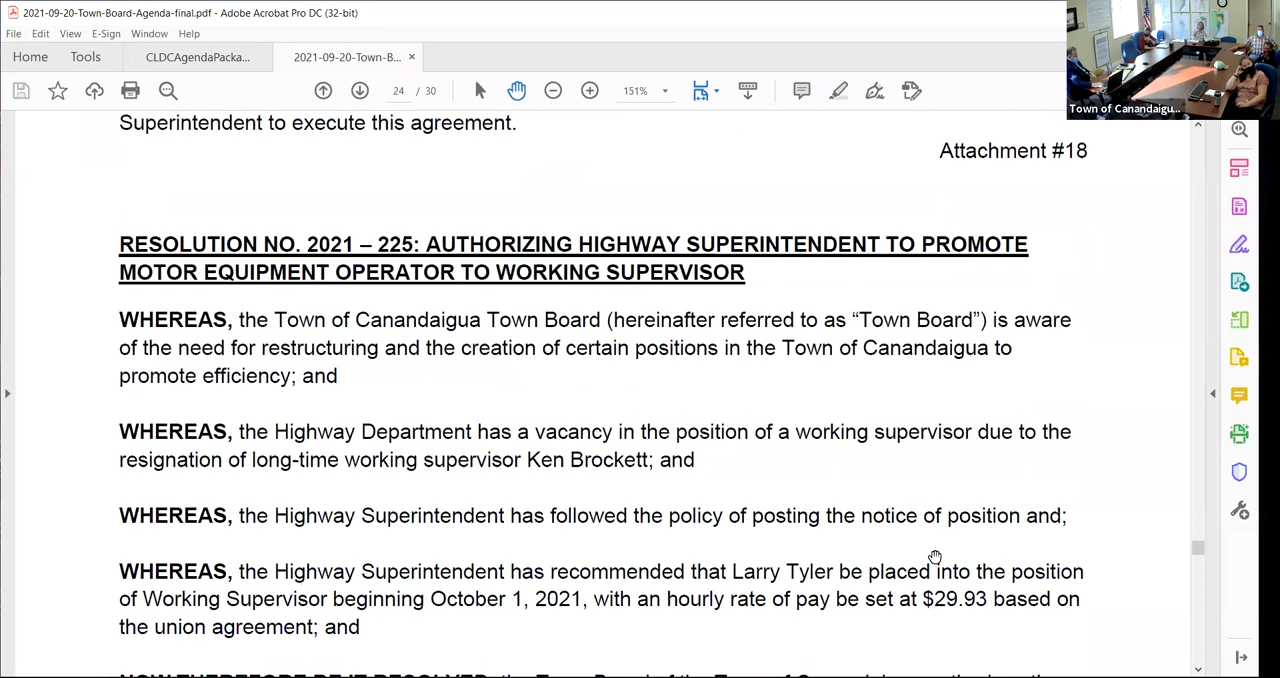 2021-09-20-Town-Board-Agenda-final.pdf - Adobe Acrobat Pro DC (32-bit)
File Edit View E-Sign Window Help
Home Tools CLDCAgendaPacka... 2021-09-20-Town-B... ×
24 / 30 151%
Town of Canandaigu...
Superintendent to execute this agreement.
Attachment #18
RESOLUTION NO. 2021 – 225: AUTHORIZING HIGHWAY SUPERINTENDENT TO PROMOTE
MOTOR EQUIPMENT OPERATOR TO WORKING SUPERVISOR
WHEREAS, the Town of Canandaigua Town Board (hereinafter referred to as “Town Board”) is aware
of the need for restructuring and the creation of certain positions in the Town of Canandaigua to
promote efficiency; and
WHEREAS, the Highway Department has a vacancy in the position of a working supervisor due to the
resignation of long-time working supervisor Ken Brockett; and
WHEREAS, the Highway Superintendent has followed the policy of posting the notice of position and;
WHEREAS, the Highway Superintendent has recommended that Larry Tyler be placed into the position
of Working Supervisor beginning October 1, 2021, with an hourly rate of pay be set at $29.93 based on
the union agreement; and